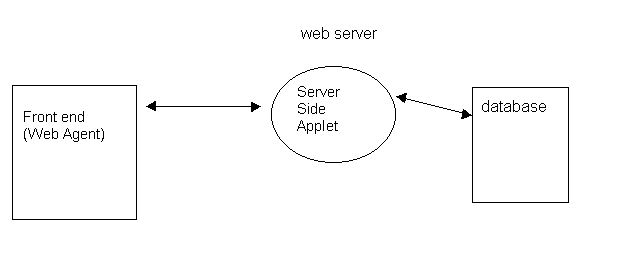 web server
Front end
(Web Agent)
Server
Side
Applet
database